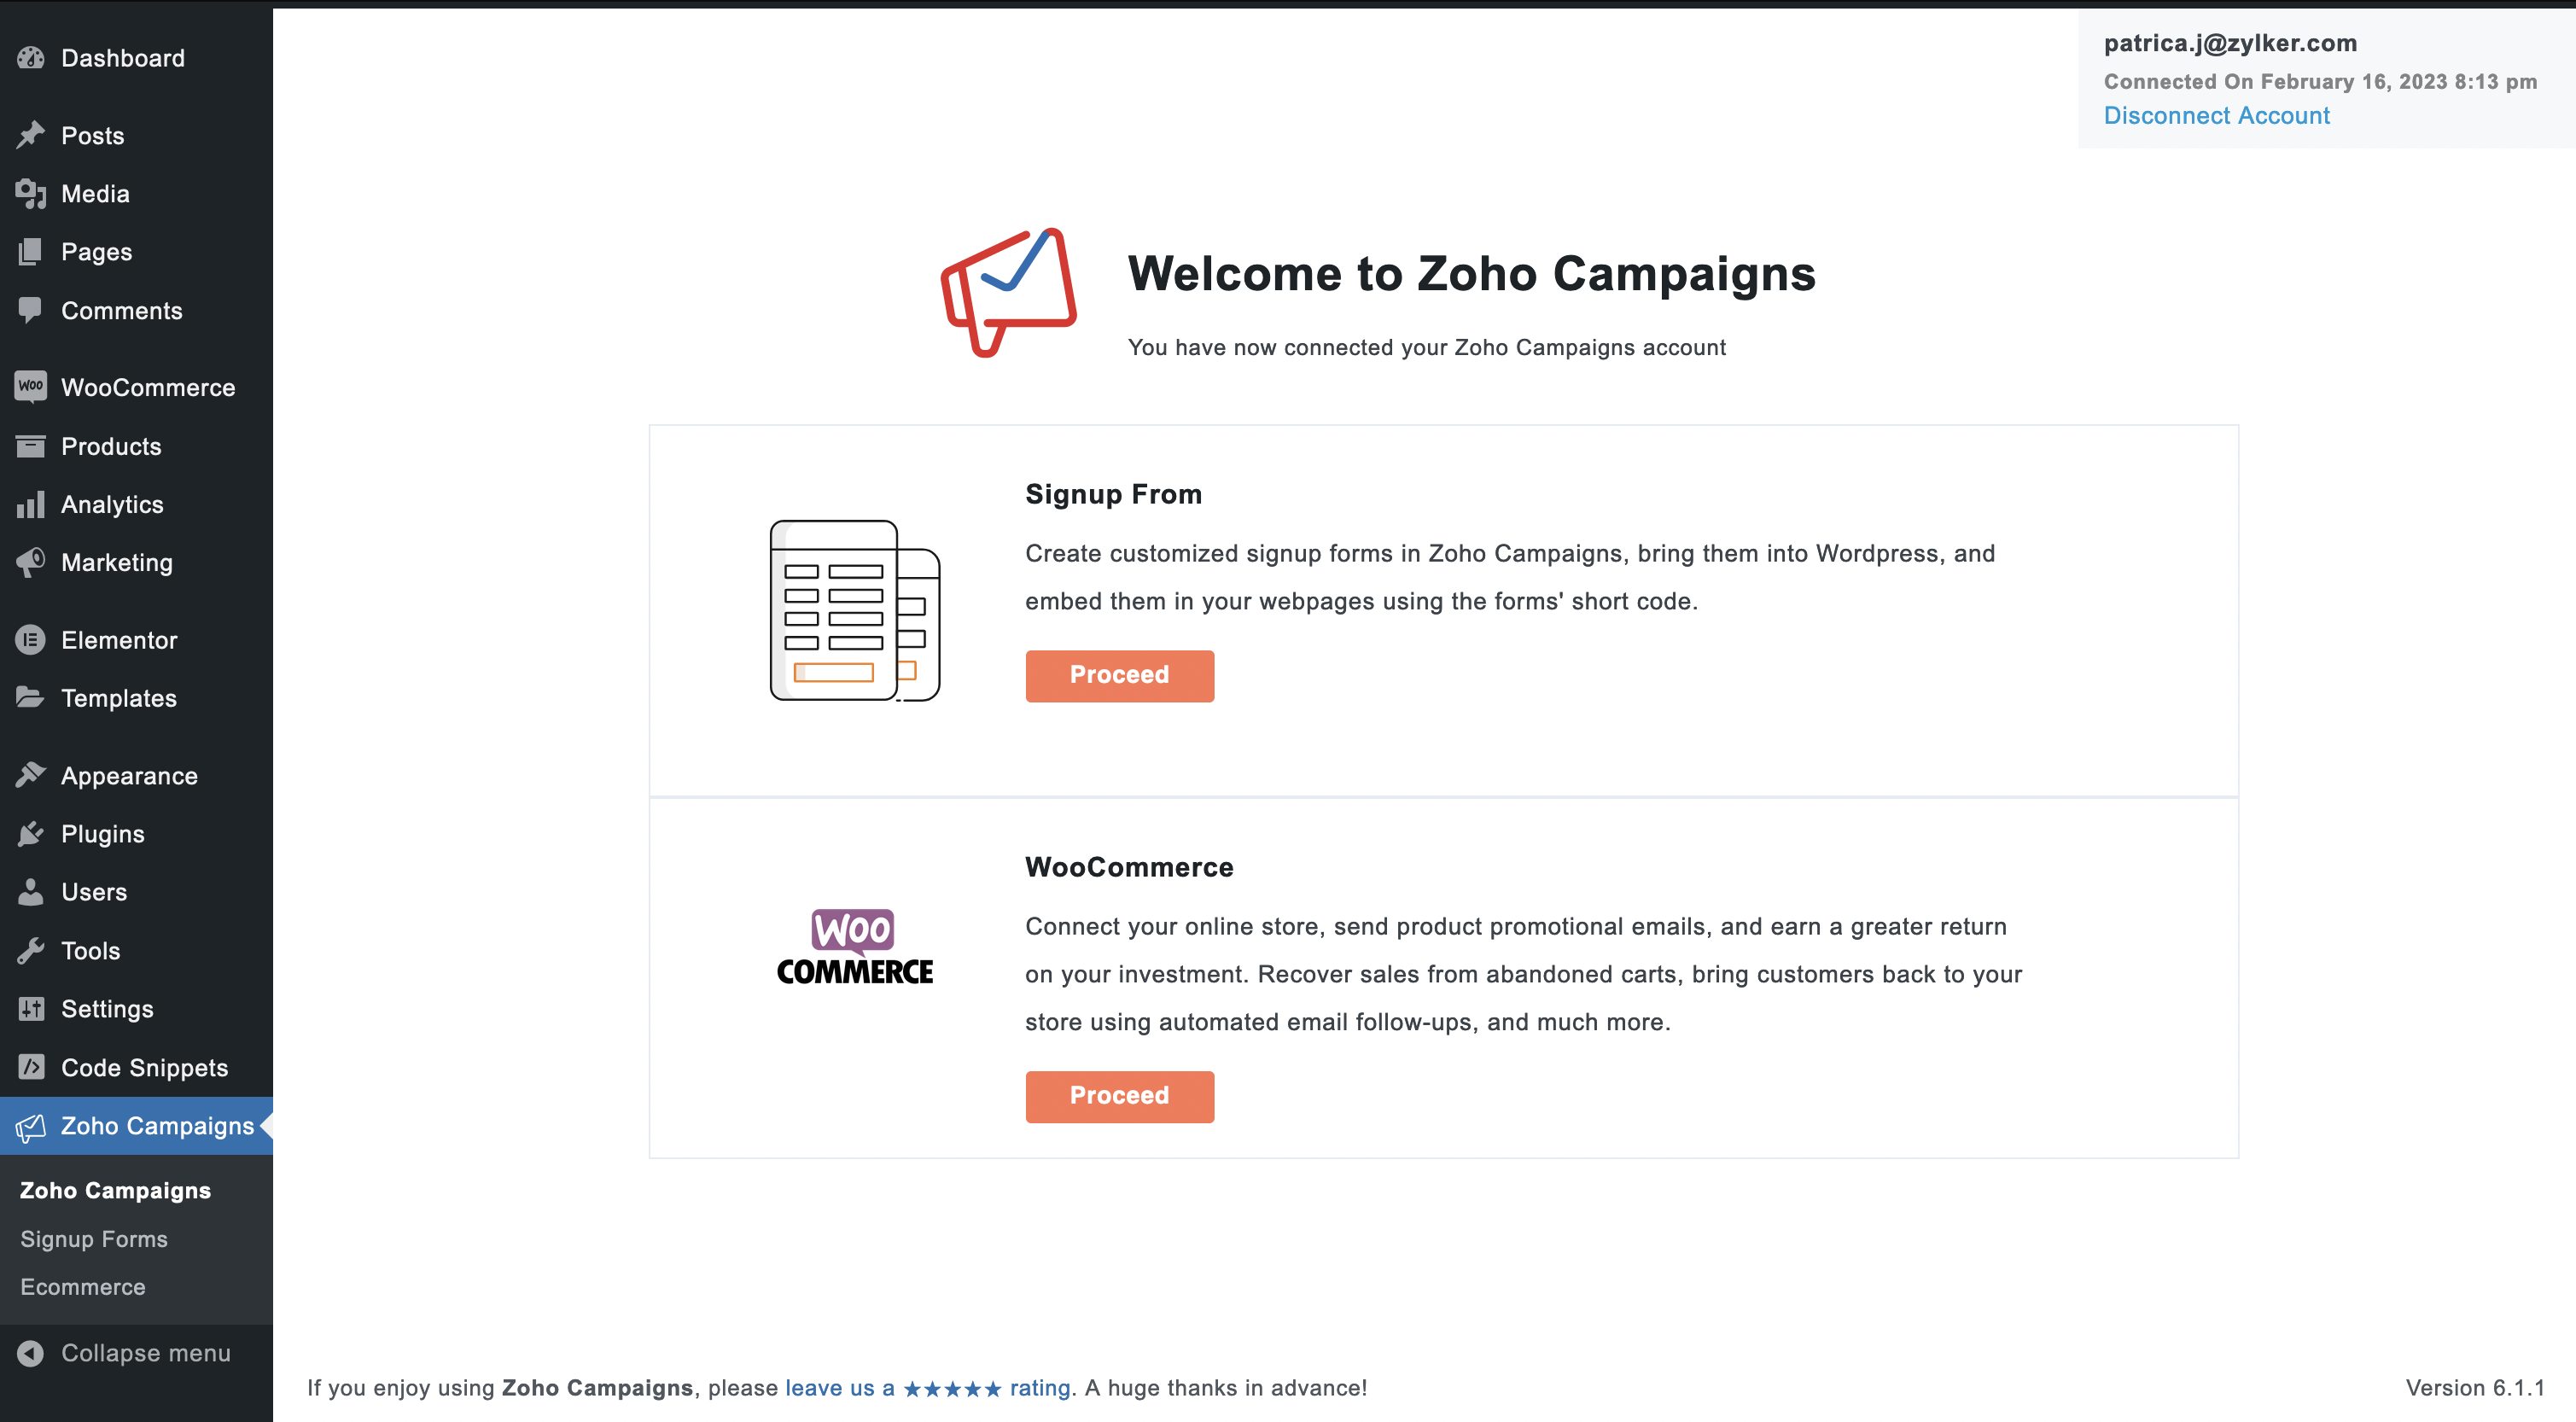 Dashboard
Posts
Media
Pages
Comments
WOO WooCommerce
Products
Analytics
Marketing
Elementor
Templates
Appearance
Plugins
Users
Tools
Settings
Code Snippets
Zoho Campaigns
Zoho Campaigns
Signup Forms
Ecommerce
Collapse menu
patrica.j@zylker.com
Connected On February 16, 2023 8:13 pm
Disconnect Account
Welcome to Zoho Campaigns
You have now connected your Zoho Campaigns account
Signup From
Create customized signup forms in Zoho Campaigns, bring them into Wordpress, and
embed them in your webpages using the forms' short code.
Proceed
WOO
COMMERCE
WooCommerce
Connect your online store, send product promotional emails, and earn a greater return
on your investment. Recover sales from abandoned carts, bring customers back to your
store using automated email follow-ups, and much more.
Proceed
If you enjoy using Zoho Campaigns, please leave us a ★★★★★ rating. A huge thanks in advance!
Version 6.1.1